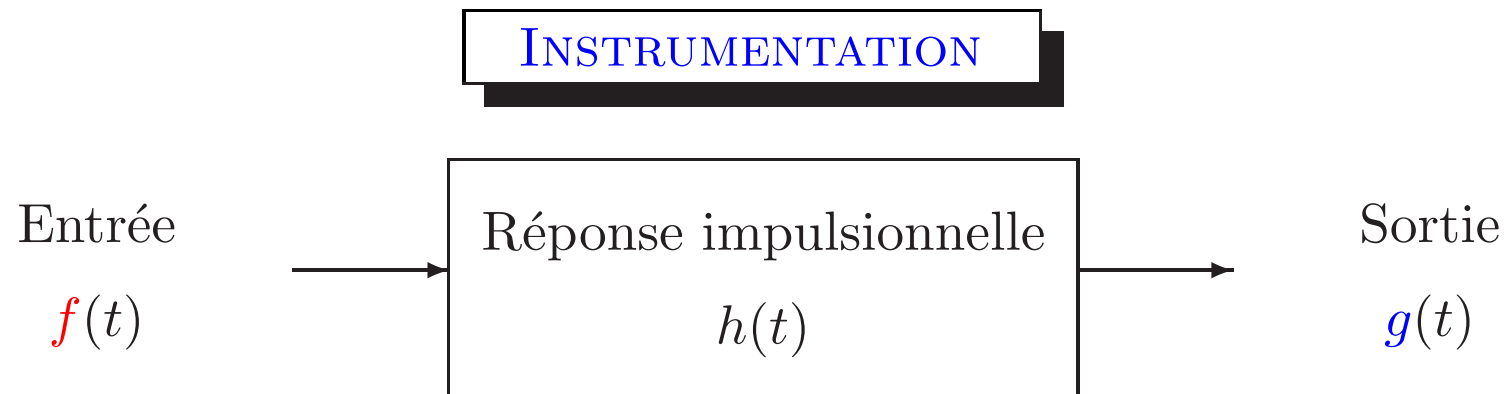 INSTRUMENTATION
Entrée
Réponse impulsionnelle
Sortie
f(t)
h(t)
g(t)